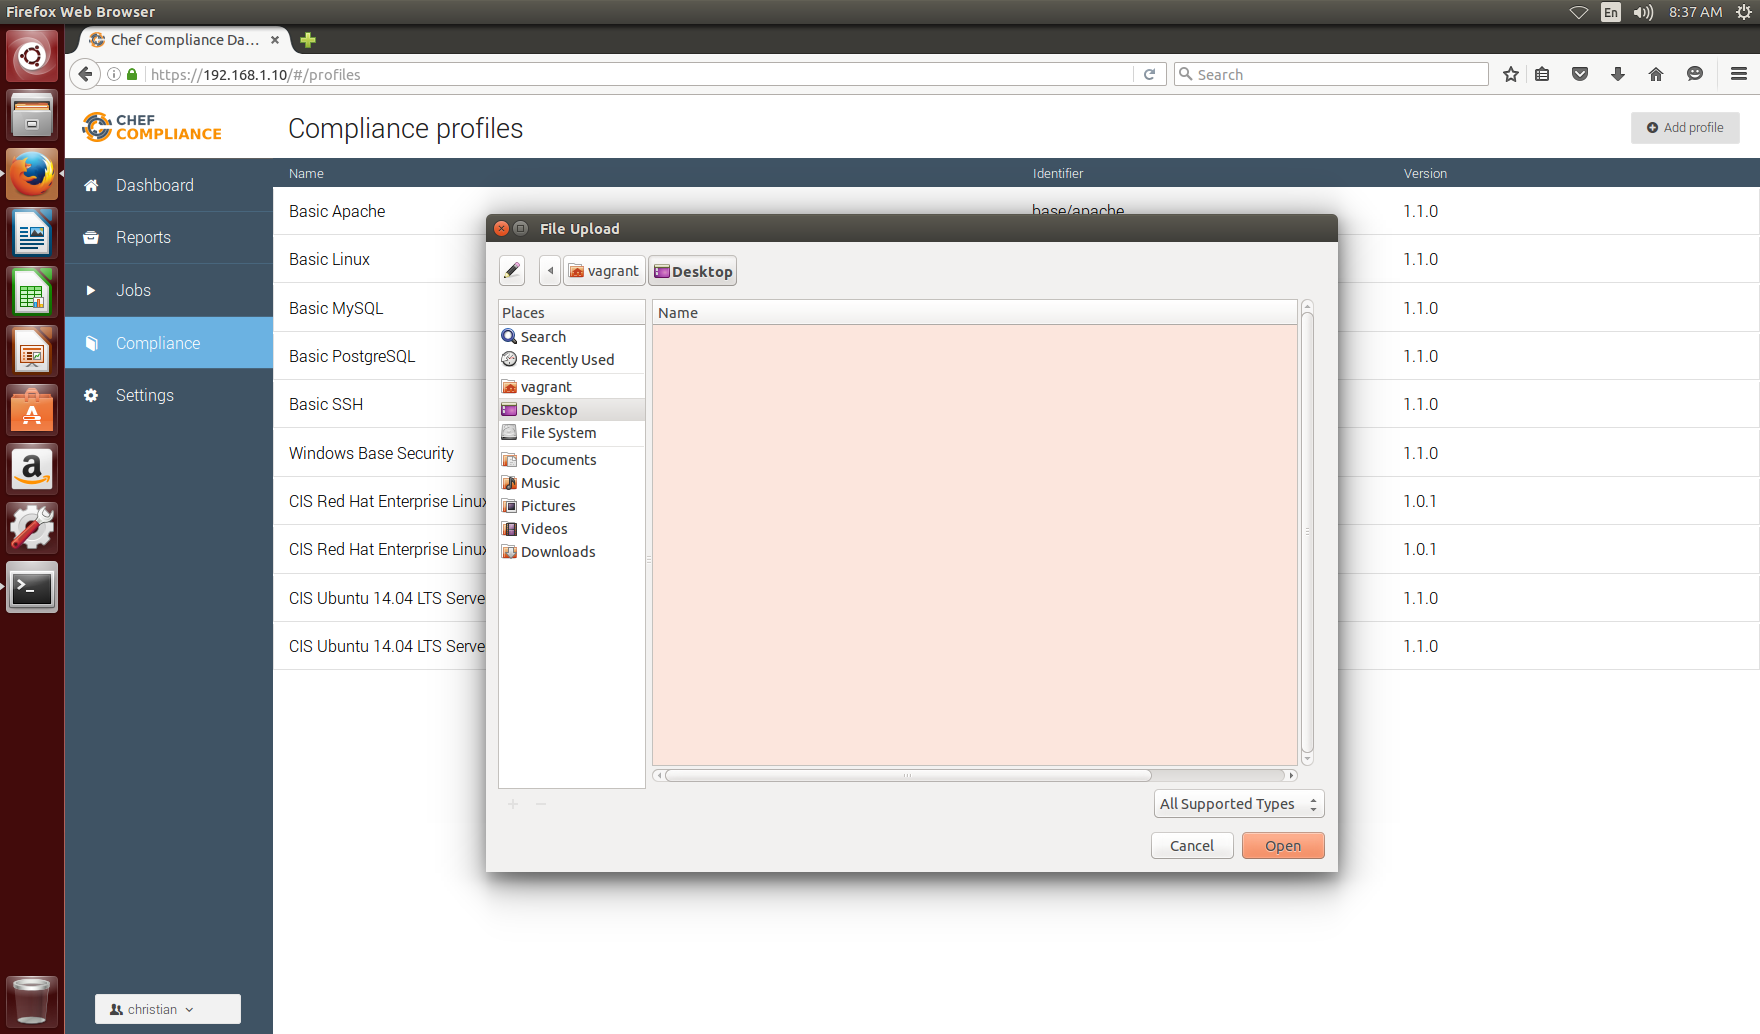 Firefox Web Browser
En
8:37 AM
Chef Compliance Da...
https://192.168.1.10/#/profiles
Search
CHEF
COMPLIANCE
Compliance profiles
Add profile
Dashboard
Reports
Jobs
Compliance
Settings
christian
Name Identifier Version
Basic Apache base/apache 1.1.0
Basic Linux 1.1.0
Basic MySQL 1.1.0
Basic PostgreSQL 1.1.0
Basic SSH 1.1.0
Windows Base Security 1.1.0
CIS Red Hat Enterprise Linux 1.0.1
CIS Red Hat Enterprise Linux 1.0.1
CIS Ubuntu 14.04 LTS Serve 1.1.0
CIS Ubuntu 14.04 LTS Serve 1.1.0
File Upload
vagrant
Desktop
Places
Search
Recently Used
vagrant
Desktop
File System
Documents
Music
Pictures
Videos
Downloads
Name
All Supported Types
Cancel
Open